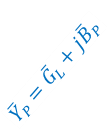 Ȳ_P = Ḡ_L + jB̄_P